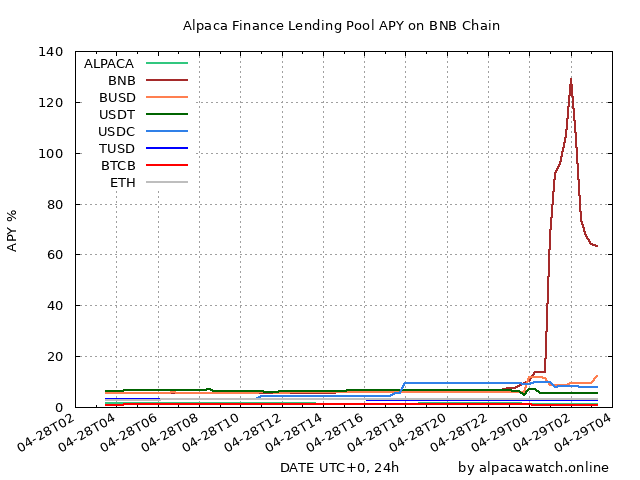 Alpaca Finance Lending Pool APY on BNB Chain
140
120
100
80
60
40
20
0
APY %
ALPACA
BNB
BUSD
USDT
USDC
TUSD
BTCB
ETH
04-28T02
04-28T04
04-28T06
04-28T08
04-28T10
04-28T12
04-28T14
04-28T16
04-28T18
04-28T20
04-28T22
04-29T00
04-29T02
04-29T04
DATE UTC+0, 24h
by alpacawatch.online